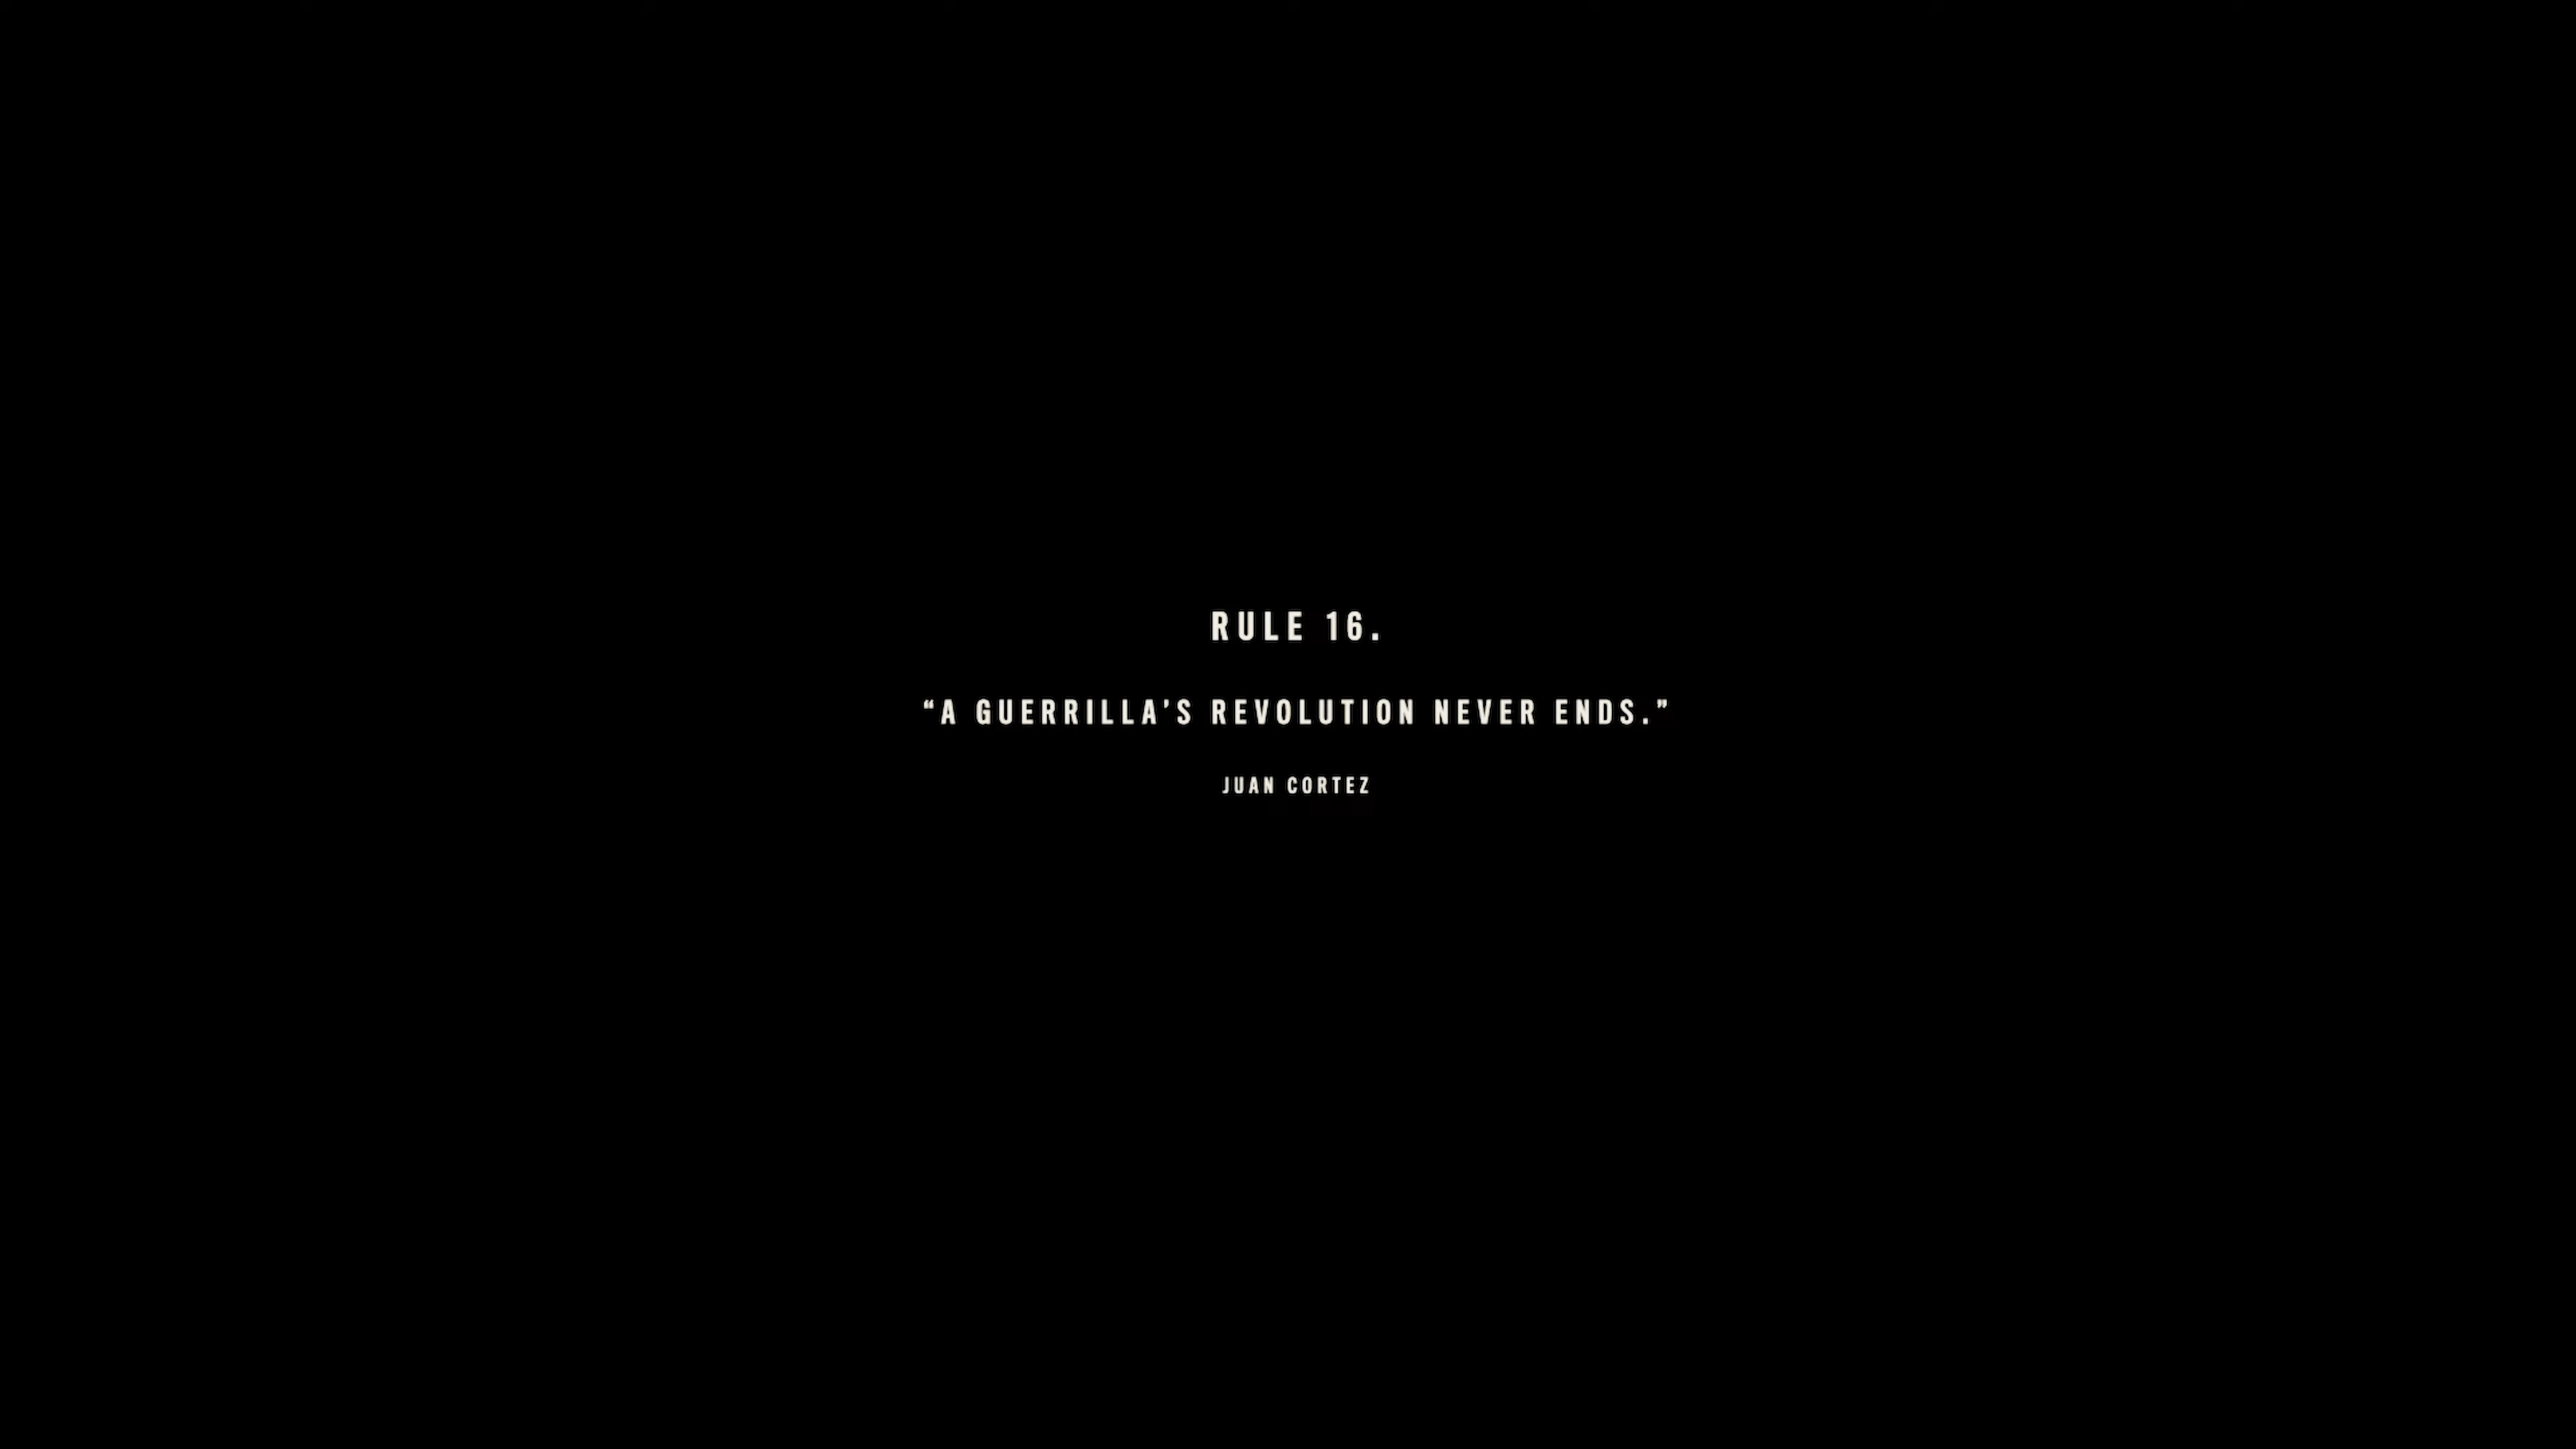 RULE 16.
“A GUERRILLA’S REVOLUTION NEVER ENDS.”
JUAN CORTEZ